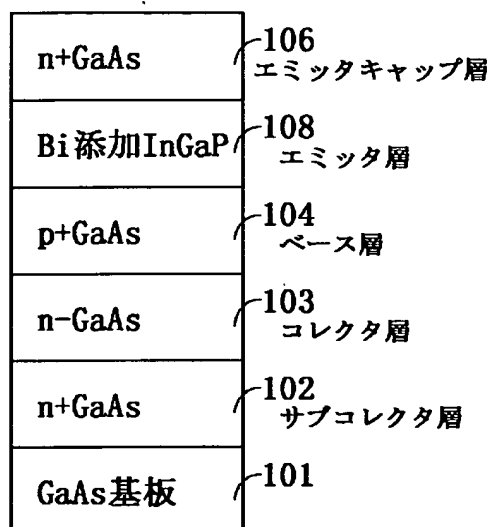 n+GaAs
106
エミッタキャップ層
Bi添加InGaP
108
エミッタ層
p+GaAs
104
ベース層
n-GaAs
103
コレクタ層
n+GaAs
102
サブコレクタ層
GaAs基板
101